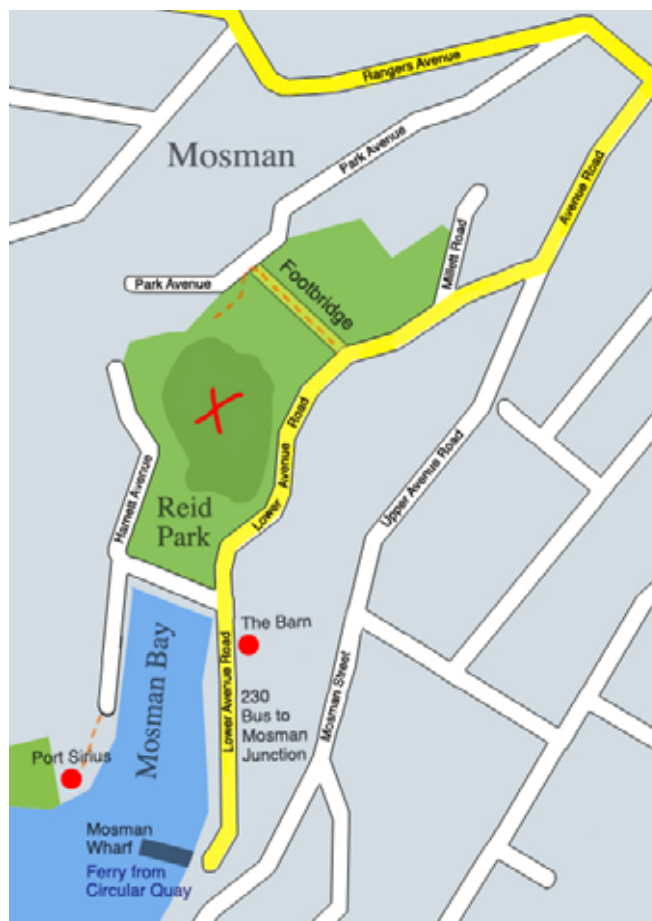 Rangers Avenue
Mosman
Park Avenue
Avenue Road
Millett Road
Footbridge
Park Avenue
Lower Avenue Road
Upper Avenue Road
Harnett Avenue
Reid
Park
The Barn
Mosman Bay
Lower Avenue Road
Mosman Street
230
Bus to
Mosman
Junction
Port Sirius
Mosman
Wharf
Ferry from
Circular Quay